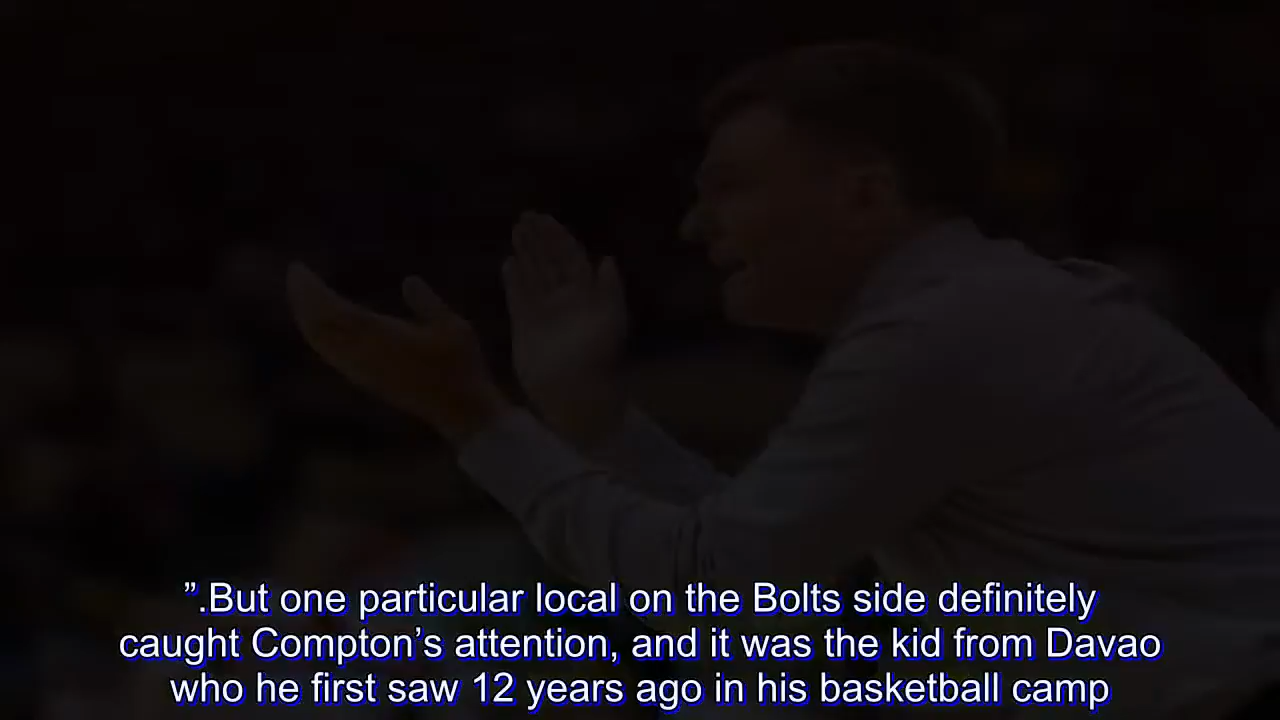 ”.But one particular local on the Bolts side definitely
caught Compton’s attention, and it was the kid from Davao
who he first saw 12 years ago in his basketball camp